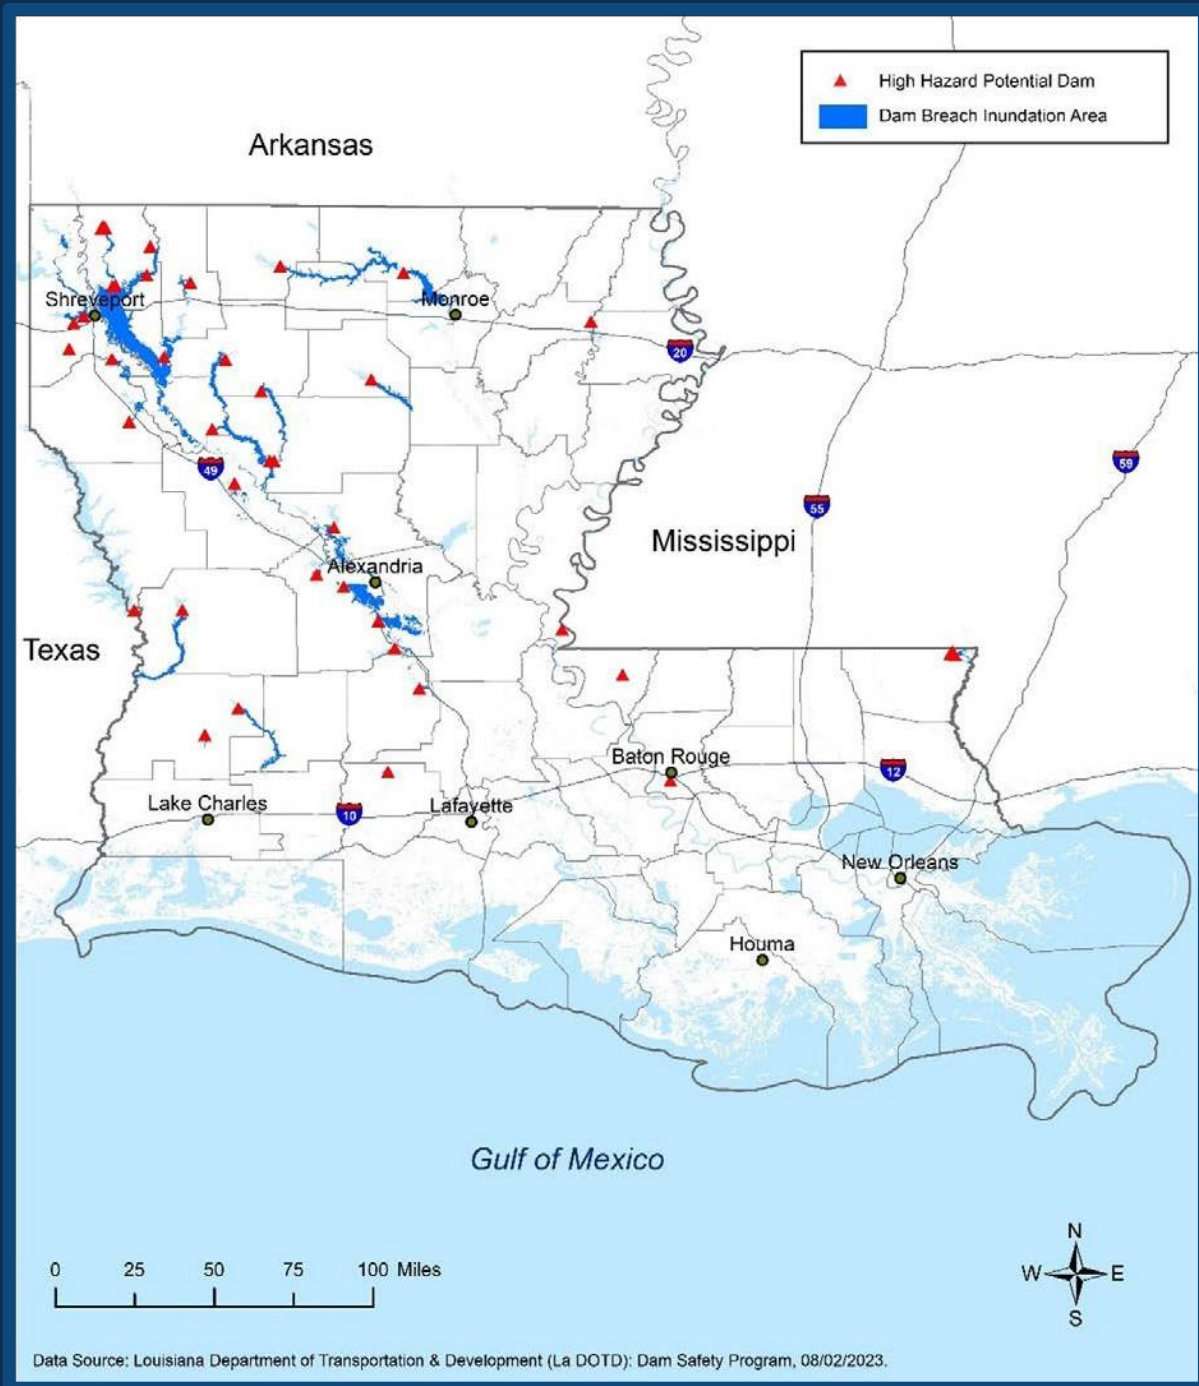 High Hazard Potential Dam
Dam Breach Inundation Area
Arkansas
Shreveport
Monroe
20
49
59
55
Mississippi
Alexandria
Texas
Baton Rouge
12
Lake Charles
10
Lafayette
New Orleans
Houma
Gulf of Mexico
N
W E
S
0 25 50 75 100 Miles
Data Source: Louisiana Department of Transportation & Development (La DOTD): Dam Safety Program, 08/02/2023.